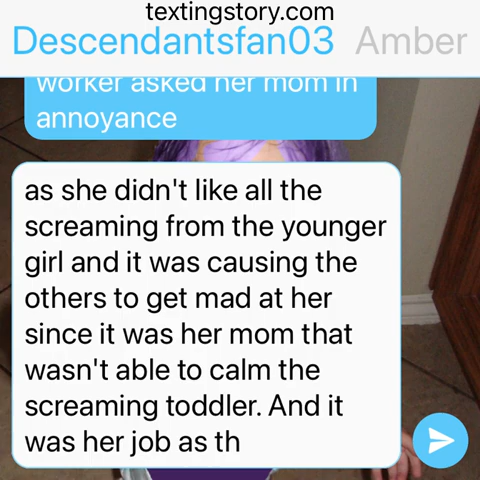 textingstory.com
Descendantsfan03 Amber
worker asked her mom in
annoyance
as she didn't like all the
screaming from the younger
girl and it was causing the
others to get mad at her
since it was her mom that
wasn't able to calm the
screaming toddler. And it
was her job as th